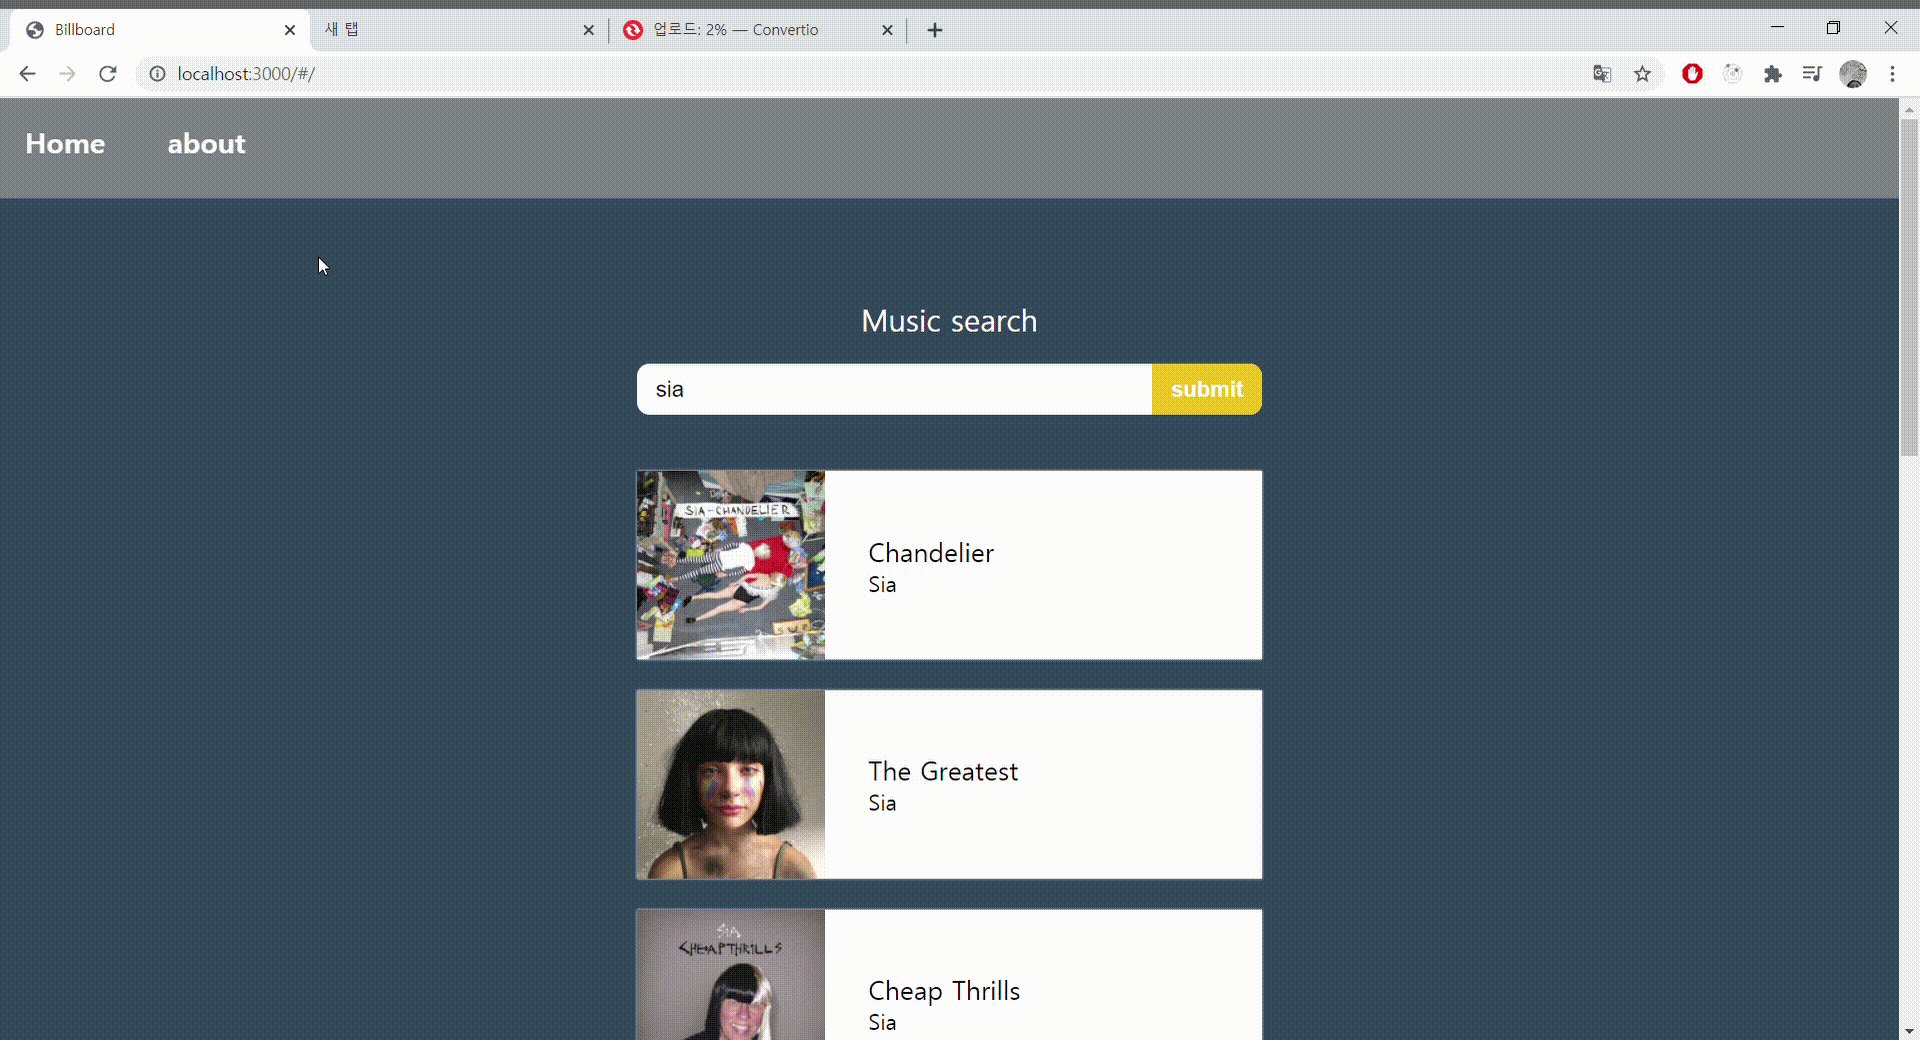 Billboard
새 탭
업로드: 2% — Convertio
localhost:3000/#/
Home
about
Music search
sia
submit
SIA-CHANDELIER
Chandelier
Sia
The Greatest
Sia
SIA
CHEAP THRILLS
Cheap Thrills
Sia